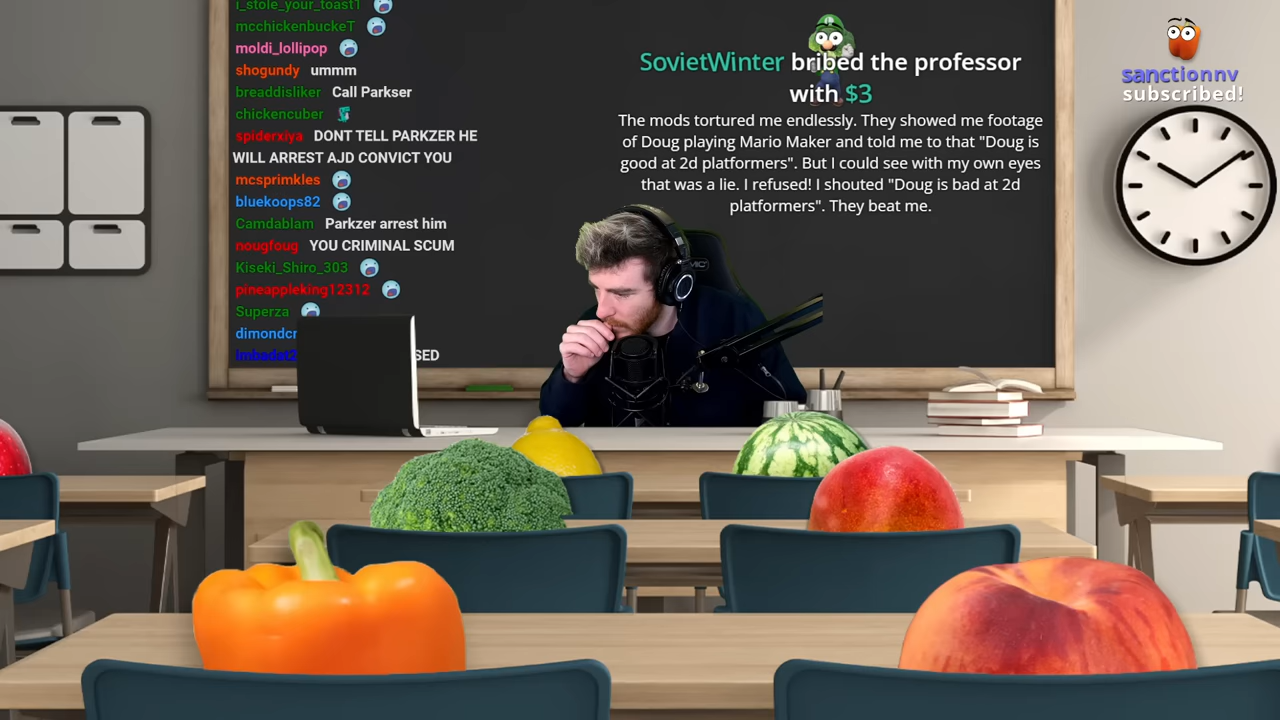 i_stole_your_toast1
mcchickenbuckeT
moldi_lollipop
shogundy ummm
breaddisliker Call Parkser
chickencuber
spiderxiya DONT TELL PARKZER HE
WILL ARREST AJD CONVICT YOU
mcsprimkles
bluekoops82
Camdablam Parkzer arrest him
nougfoug YOU CRIMINAL SCUM
Kiseki_Shiro_303
pineappleking12312
Superza
SovietWinter bribed the professor
with $3
The mods tortured me endlessly. They showed me footage
of Doug playing Mario Maker and told me to that "Doug is
good at 2d platformers". But I could see with my own eyes
that was a lie. I refused! I shouted "Doug is bad at 2d
platformers". They beat me.
sanctionnv
subscribed!